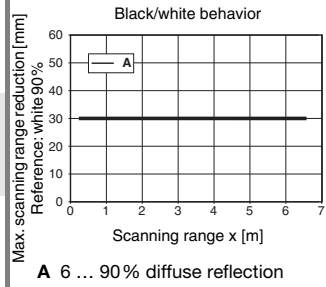 Black/white behavior
Max. scanning range reduction [mm]
Reference: white 90%
60
50
40
30
20
10
0
A
0 1 2 3 4 5 6 7
Scanning range x [m]
A 6 … 90 % diffuse reflection